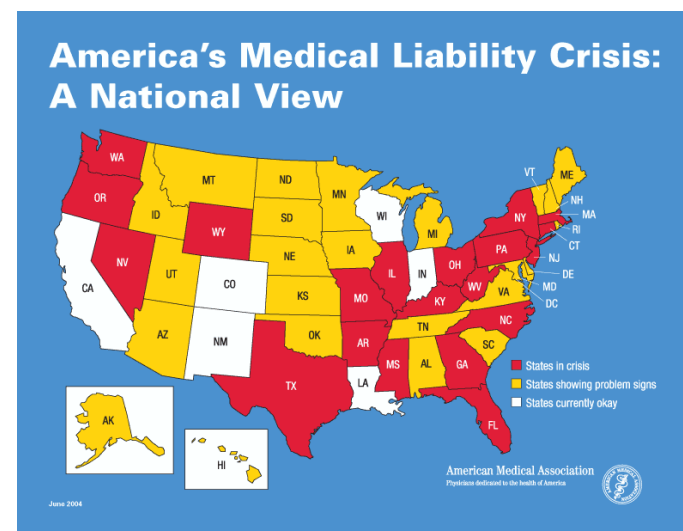 America's Medical Liability Crisis:
A National View
WA
OR
CA
NV
ID
MT
WY
UT
AZ
CO
NM
ND
SD
NE
KS
OK
TX
MN
IA
MO
AR
LA
WI
IL
MS
MI
IN
KY
TN
AL
OH
WV
VA
NC
SC
GA
FL
PA
NY
VT
ME
NH
MA
RI
CT
NJ
DE
MD
DC
AK
HI
States in crisis
States showing problem signs
States currently okay
American Medical Association
Physicians dedicated to the health of America
June 2004